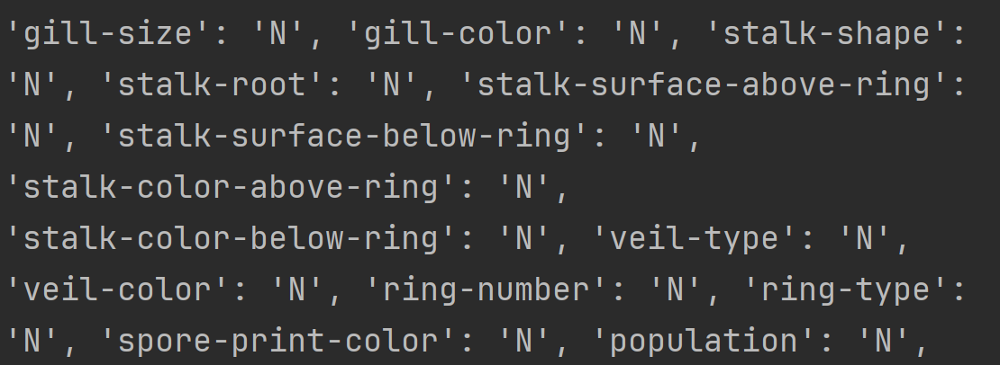 'gill-size': 'N', 'gill-color': 'N', 'stalk-shape':
'N', 'stalk-root': 'N', 'stalk-surface-above-ring':
'N', 'stalk-surface-below-ring': 'N',
'stalk-color-above-ring': 'N',
'stalk-color-below-ring': 'N', 'veil-type': 'N',
'veil-color': 'N', 'ring-number': 'N', 'ring-type':
'N', 'spore-print-color': 'N', 'population': 'N',